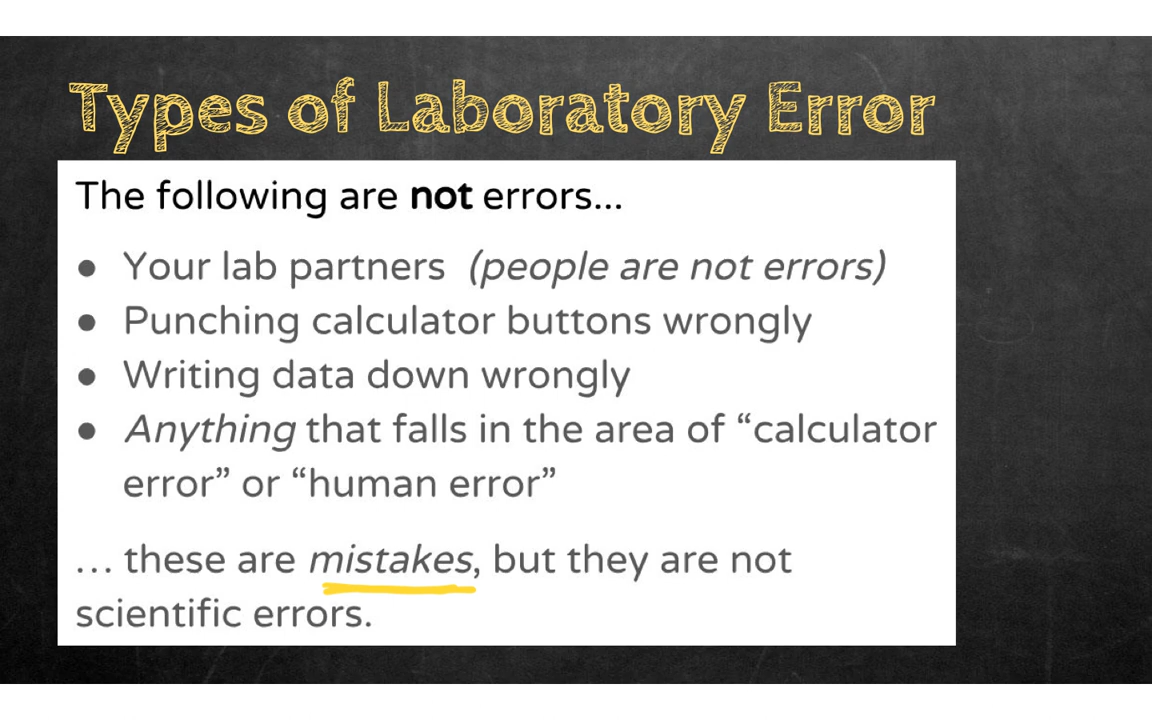 Types of Laboratory Error
The following are not errors...
● Your lab partners (people are not errors)
● Punching calculator buttons wrongly
● Writing data down wrongly
● Anything that falls in the area of “calculator
error” or “human error”
... these are mistakes, but they are not
scientific errors.